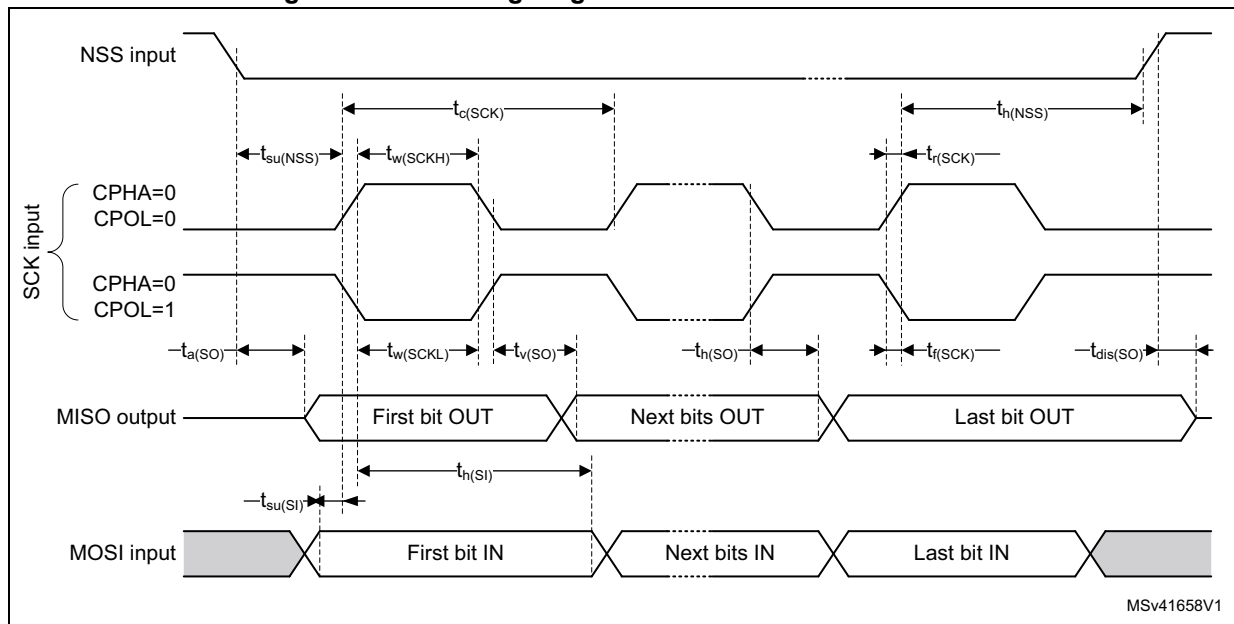 NSS input
tc(SCK)
th(NSS)
tsu(NSS)
tw(SCKH)
tr(SCK)
SCK input
CPHA=0
CPOL=0
CPHA=0
CPOL=1
ta(SO)
tw(SCKL)
tv(SO)
th(SO)
tf(SCK)
tdis(SO)
MISO output
First bit OUT
Next bits OUT
Last bit OUT
th(SI)
tsu(SI)
MOSI input
First bit IN
Next bits IN
Last bit IN
MSv41658V1